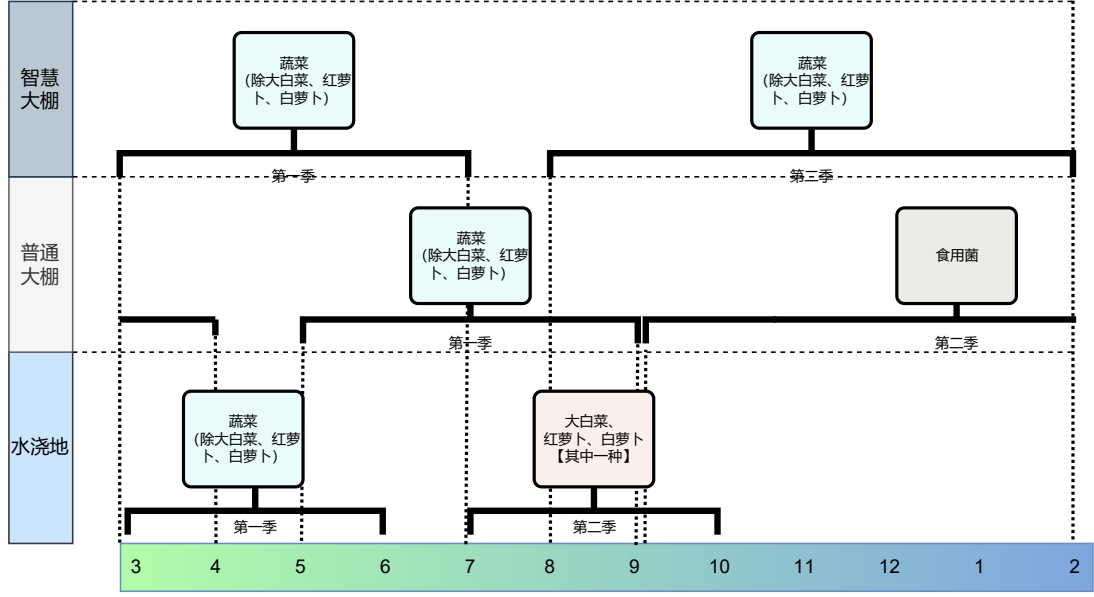 智慧
大棚
蔬菜
（除大白菜、红萝
卜、白萝卜）
蔬菜
（除大白菜、红萝
卜、白萝卜）
第一季
第二季
普通
大棚
蔬菜
（除大白菜、红萝
卜、白萝卜）
食用菌
第一季
第二季
水浇地
蔬菜
（除大白菜、红萝
卜、白萝卜）
大白菜、
红萝卜、白萝卜
【其中一种】
第一季
第二季
3 4 5 6 7 8 9 10 11 12 1 2